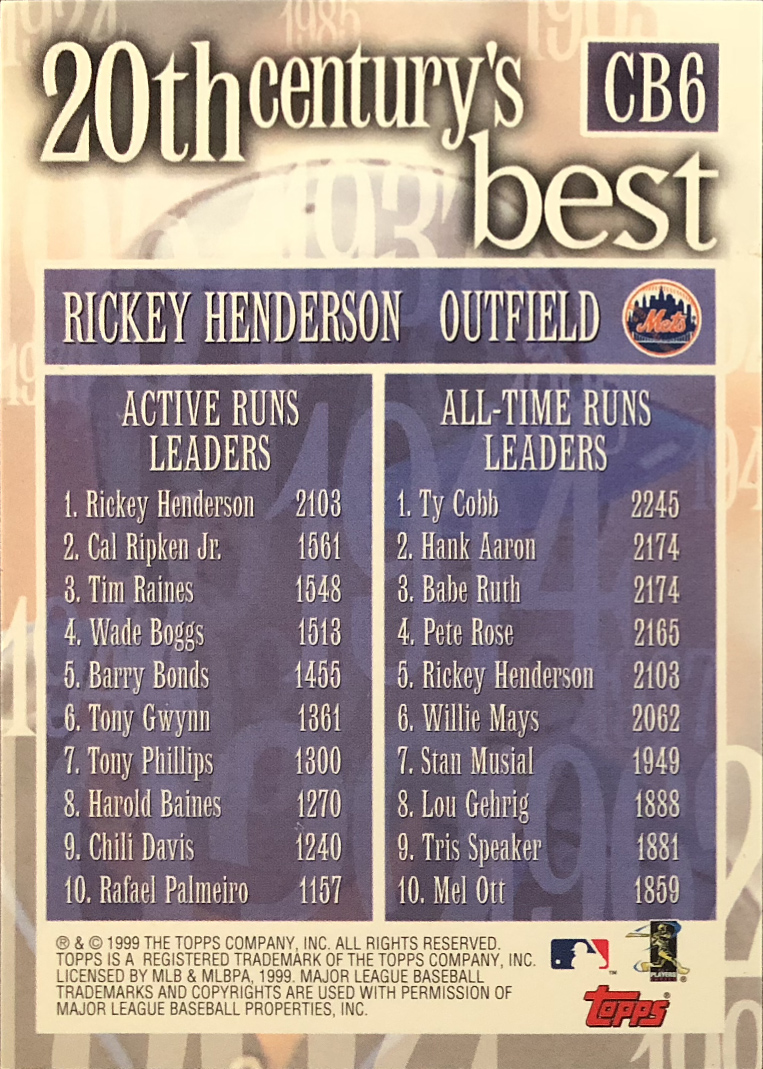 20th century's
best
CB6
RICKEY HENDERSON OUTFIELD
Mets
ACTIVE RUNS
LEADERS
1. Rickey Henderson 2103
2. Cal Ripken Jr. 1561
3. Tim Raines 1548
4. Wade Boggs 1513
5. Barry Bonds 1455
6. Tony Gwynn 1361
7. Tony Phillips 1300
8. Harold Baines 1270
9. Chili Davis 1240
10. Rafael Palmeiro 1157
ALL-TIME RUNS
LEADERS
1. Ty Cobb 2245
2. Hank Aaron 2174
3. Babe Ruth 2174
4. Pete Rose 2165
5. Rickey Henderson 2103
6. Willie Mays 2062
7. Stan Musial 1949
8. Lou Gehrig 1888
9. Tris Speaker 1881
10. Mel Ott 1859
® & © 1999 THE TOPPS COMPANY, INC. ALL RIGHTS RESERVED.
TOPPS IS A REGISTERED TRADEMARK OF THE TOPPS COMPANY, INC.
LICENSED BY MLB & MLBPA, 1999. MAJOR LEAGUE BASEBALL
TRADEMARKS AND COPYRIGHTS ARE USED WITH PERMISSION OF
MAJOR LEAGUE BASEBALL PROPERTIES, INC.
™
PLAYERS
®
topps®